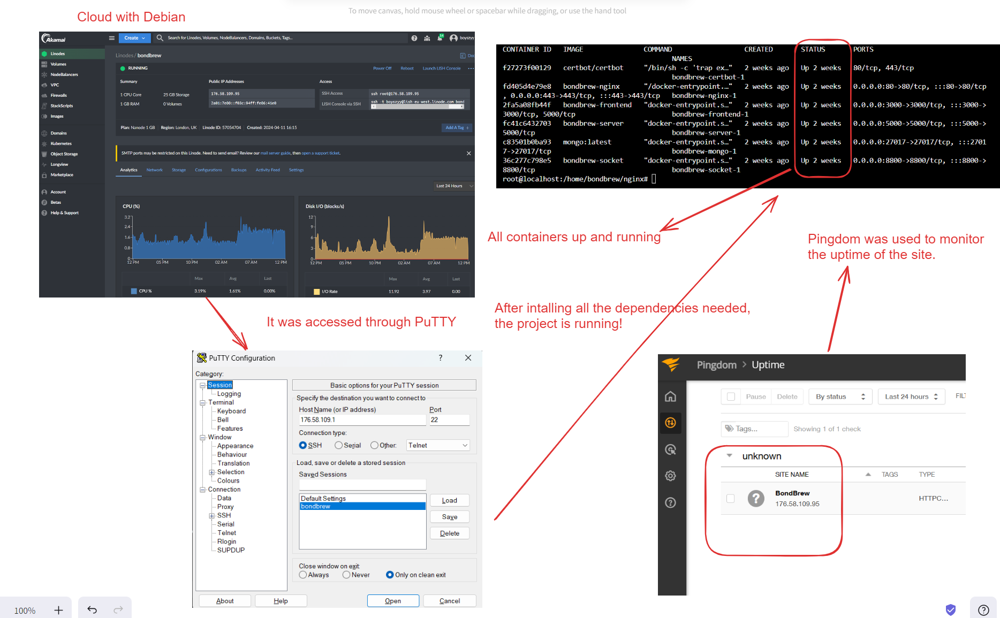 To move canvas, hold mouse wheel or spacebar while dragging, or use the hand tool
Cloud with Debian
Akamai
Create
Search for Linodes, Volumes, NodeBalancers, Domains, Buckets, Tags...
14
boyszyy
Linodes
Volumes
NodeBalancers
VPC
Firewalls
StackScripts
Images
Domains
Kubernetes
Object Storage
Longview
Marketplace
Account
Betas
Help & Support
Linodes / bondbrew
Doc
RUNNING
Power Off Reboot Launch LISH Console ...
Summary
1 CPU Core 25 GB Storage
1 GB RAM 0 Volumes
Public IP Addresses
176.58.109.95
2a01:7e00::f03c:94ff:fe06:41e0
Access
SSH Access ssh root@176.58.109.95
LISH Console via SSH ssh -t boyszyy@lish-eu-west.linode.com bond
Plan: Nanode 1 GB Region: London, UK Linode ID: 57054704 Created: 2024-04-11 16:15
Add A Tag +
SMTP ports may be restricted on this Linode. Need to send email? Review our mail server guide, then open a support ticket.
Analytics Network Storage Configurations Backups Activity Feed Settings
Last 24 Hours
CPU (%)
3.2
2.4
1.6
0.8
0
12 PM 05 PM 10 PM 02 AM 07 AM 12 PM
Max Avg Last
CPU % 3.19% 1.61% 0.00%
Disk I/O (blocks/s)
12
9
6
3
0
12 PM 05 PM 10 PM 02 AM 07 AM 12 PM
Max Avg Last
I/O Rate 11.92 3.97 0.00
CONTAINER ID IMAGE COMMAND CREATED STATUS PORTS
NAMES
f27273f00129 certbot/certbot "/bin/sh -c 'trap ex…" 2 weeks ago Up 2 weeks 80/tcp, 443/tcp
bondbrew-certbot-1
fd405d4e79e8 bondbrew-nginx "/docker-entrypoint.…" 2 weeks ago Up 2 weeks 0.0.0.0:80->80/tcp, :::80->80/tcp
, 0.0.0.0:443->443/tcp, :::443->443/tcp bondbrew-nginx-1
2fa5a08fb44f bondbrew-frontend "docker-entrypoint.s…" 2 weeks ago Up 2 weeks 0.0.0.0:3000->3000/tcp, :::3000->
3000/tcp, 5000/tcp bondbrew-frontend-1
fc41c6432703 bondbrew-server "docker-entrypoint.s…" 2 weeks ago Up 2 weeks 0.0.0.0:5000->5000/tcp, :::5000->
5000/tcp bondbrew-server-1
c83501b0ba93 mongo:latest "docker-entrypoint.s…" 2 weeks ago Up 2 weeks 0.0.0.0:27017->27017/tcp, :::2701
7->27017/tcp bondbrew-mongo-1
36c277c798e5 bondbrew-socket "docker-entrypoint.s…" 2 weeks ago Up 2 weeks 0.0.0.0:8800->8800/tcp, :::8800->
8800/tcp bondbrew-socket-1
root@localhost:/home/bondbrew/nginx#
All containers up and running
Pingdom was used to monitor
the uptime of the site.
After intalling all the dependencies needed,
the project is running!
It was accessed through PuTTY
PuTTY Configuration
? ×
Category:
Session
Logging
Terminal
Keyboard
Bell
Features
Window
Appearance
Behaviour
Translation
Selection
Colours
Connection
Data
Proxy
SSH
Serial
Telnet
Rlogin
SUPDUP
Basic options for your PuTTY session
Specify the destination you want to connect to
Host Name (or IP address) Port
176.58.109.1 22
Connection type:
SSH Serial Other: Telnet
Load, save or delete a stored session
Saved Sessions
Default Settings
bondbrew
Load
Save
Delete
Close window on exit:
Always Never Only on clean exit
About Help Open Cancel
Pingdom > Uptime
Pause Delete By status Last 24 hours FILT
Tags... Showing 1 of 1 check
unknown
SITE NAME TAGS TYPE
BondBrew
176.58.109.95
HTTPC...
100% +